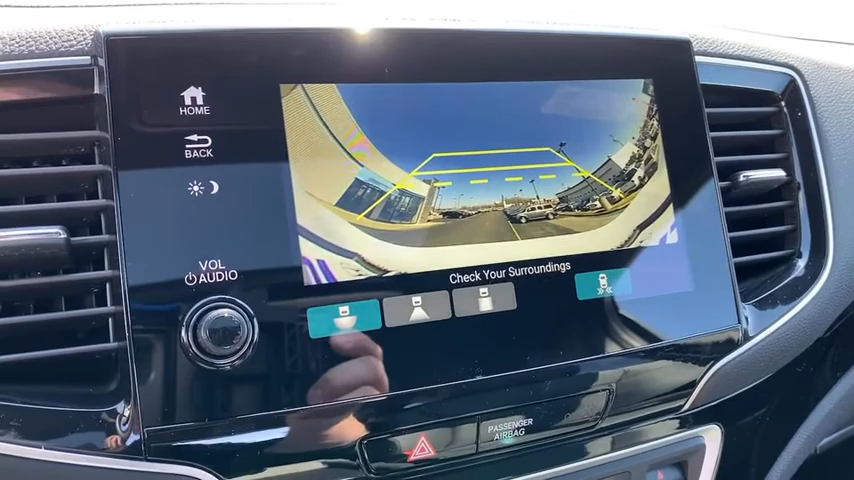 HOME
BACK
VOL
AUDIO
Check Your Surroundings
PASSENGER
AIRBAG